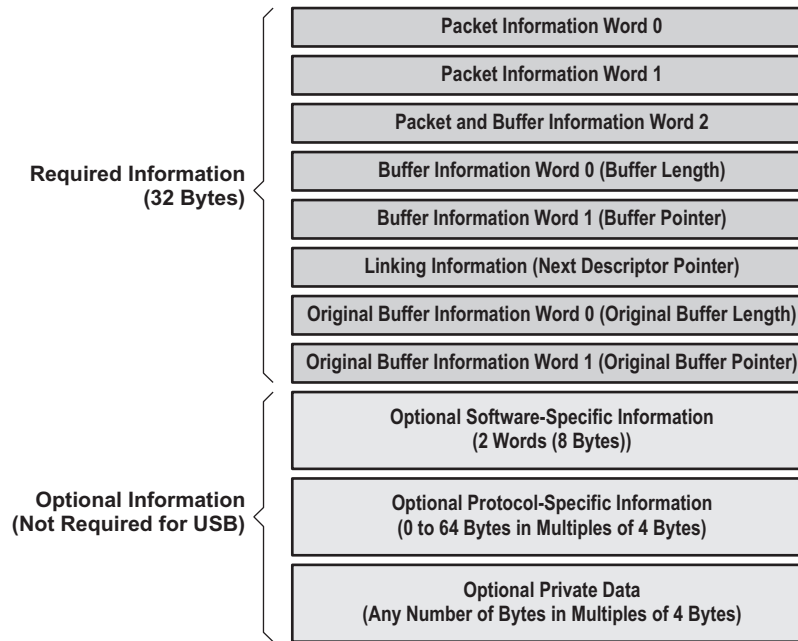 Packet Information Word 0
Packet Information Word 1
Packet and Buffer Information Word 2
Required Information
(32 Bytes)
Buffer Information Word 0 (Buffer Length)
Buffer Information Word 1 (Buffer Pointer)
Linking Information (Next Descriptor Pointer)
Original Buffer Information Word 0 (Original Buffer Length)
Original Buffer Information Word 1 (Original Buffer Pointer)
Optional Software-Specific Information
(2 Words (8 Bytes))
Optional Information
(Not Required for USB)
Optional Protocol-Specific Information
(0 to 64 Bytes in Multiples of 4 Bytes)
Optional Private Data
(Any Number of Bytes in Multiples of 4 Bytes)